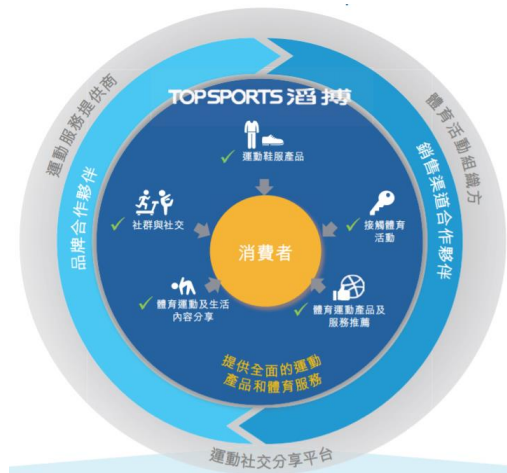 TOPSPORTS 滔搏
運動鞋服產品
社群與社交
接觸體育
活動
消費者
體育運動及生活
內容分享
體育運動產品及
服務推薦
提供全面的運動
產品和體育服務
品牌合作夥伴
銷售渠道合作夥伴
運動服務提供商
體育活動組織方
運動社交分享平台